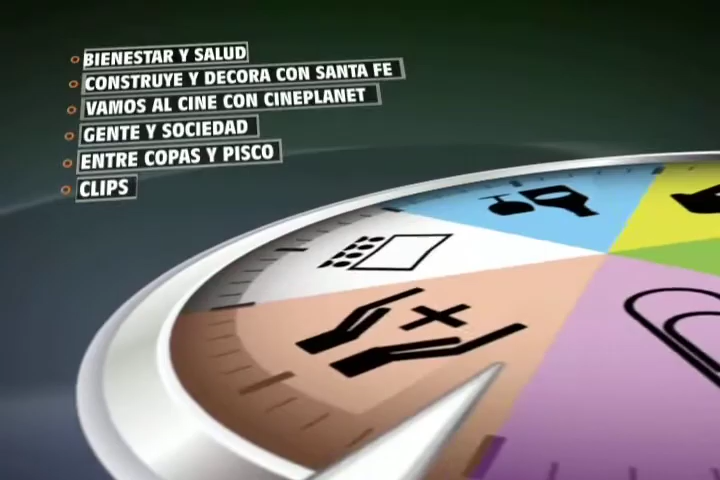 BIENESTAR Y SALUD
CONSTRUYE Y DECORA CON SANTA FE
VAMOS AL CINE CON CINEPLANET
GENTE Y SOCIEDAD
ENTRE COPAS Y PISCO
CLIPS